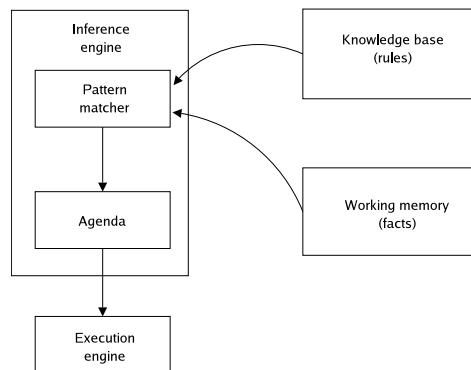 Inference
engine
Pattern
matcher
Agenda
Execution
engine
Knowledge base
(rules)
Working memory
(facts)